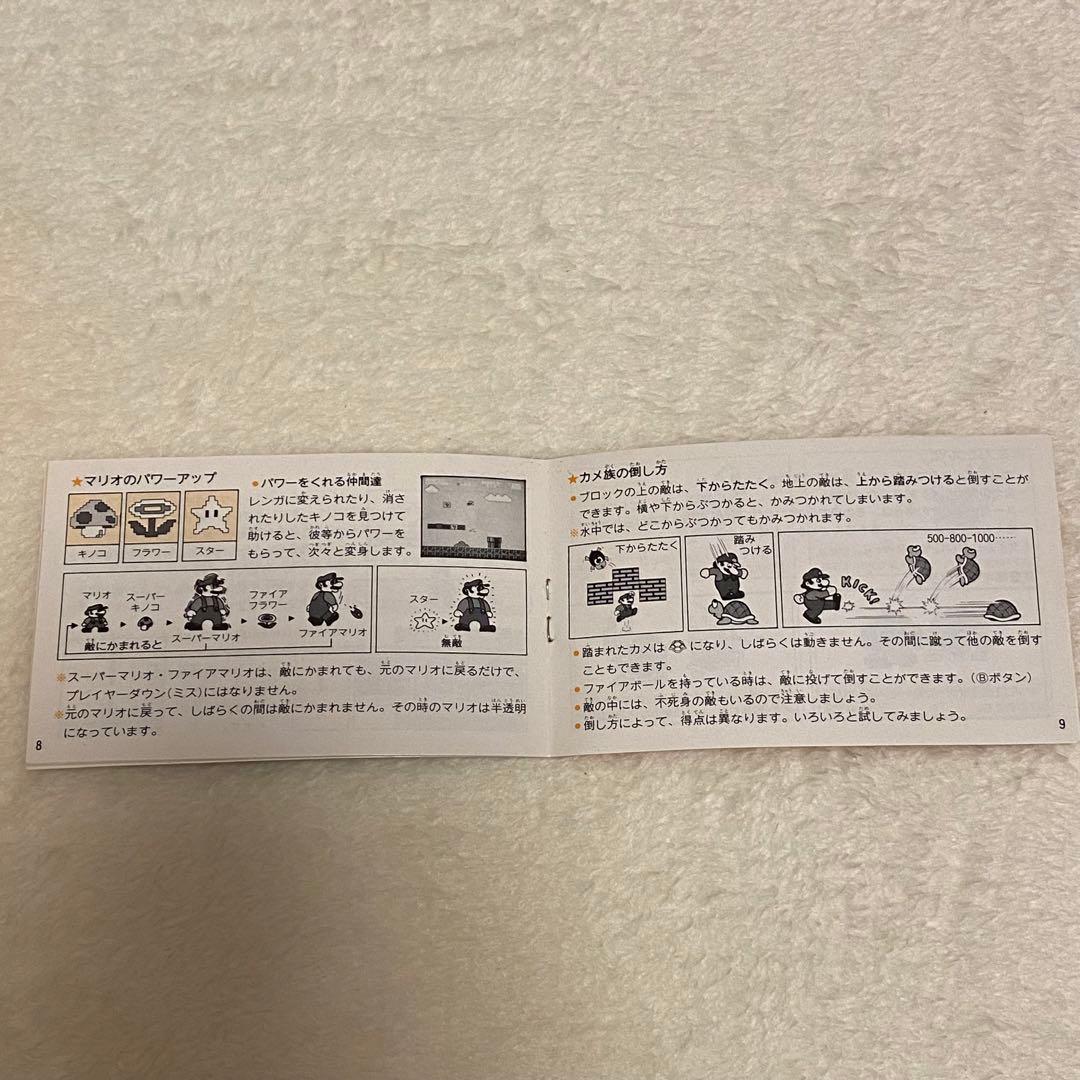 ★マリオのパワーアップ
キノコ
フラワー
スター
●パワーをくれる仲間達
レンガに変えられたり、消さ
れたりしたキノコを見つけて
助けると、彼等からパワーを
もらって、次々と変身します。
マリオ
スーパー
キノコ
スーパーマリオ
ファイア
フラワー
ファイアマリオ
敵にかまれると
スター
無敵
※スーパーマリオ・ファイアマリオは、敵にかまれても、元のマリオに戻るだけで、
プレイヤーダウン(ミス)にはなりません。
※元のマリオに戻って、しばらくの間は敵にかまれません。その時のマリオは半透明
になっています。
8
★カメ族の倒し方
●ブロックの上の敵は、下からたたく。地上の敵は、上から踏みつけると倒すことが
できます。横や下からぶつかると、かみつかれてしまいます。
※水中では、どこからぶつかってもかみつかれます。
下からたたく
踏み
つける
500-800-1000……
KICK!
●踏まれたカメは になり、しばらくは動きません。その間に蹴って他の敵を倒す
こともできます。
●ファイアボールを持っている時は、敵に投げて倒すことができます。(Ⓑボタン)
●敵の中には、不死身の敵もいるので注意しましょう。
●倒し方によって、得点は異なります。いろいろと試してみましょう。
9